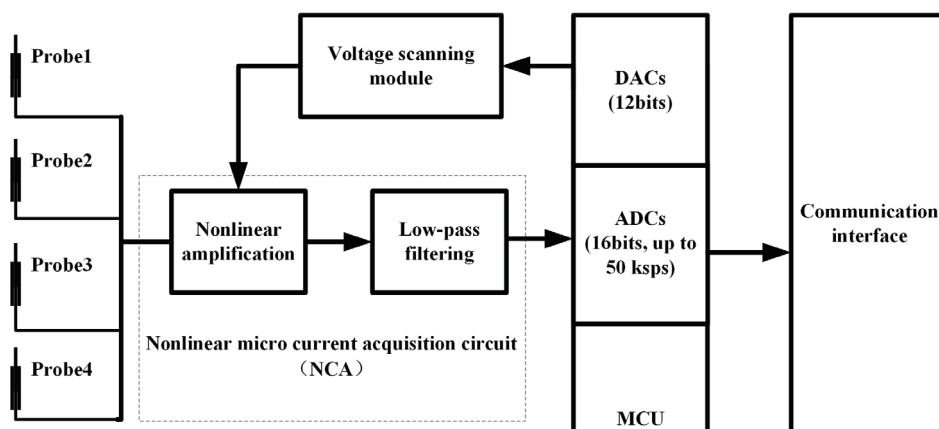 Probe1
Probe2
Probe3
Probe4
Voltage scanning
module
Nonlinear
amplification
Low-pass
filtering
Nonlinear micro current acquisition circuit
（NCA）
DACs
(12bits)
ADCs
(16bits, up to
50 ksps)
MCU
Communication
interface